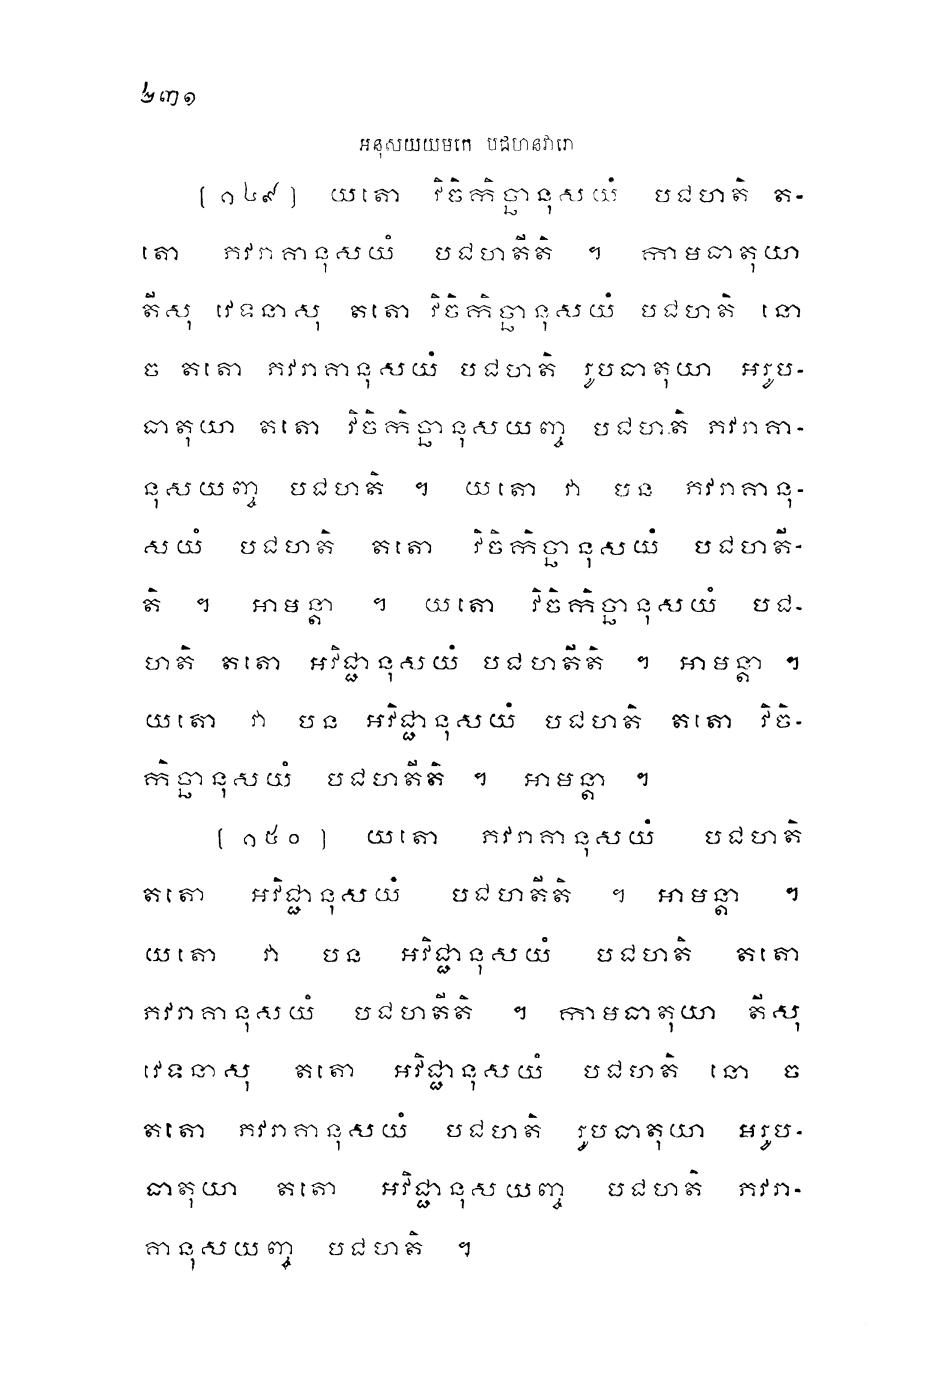 ២៣១
អនុសយយមកេ បជហនវារោ
[១៤៩] យតោ វិចិកិច្ឆានុសយំ បជហតិ ត-
តោ ភវរាគានុសយំ បជហតីតិ ។ កាមធាតុយា
តីសុ វេទនាសុ តតោ វិចិកិច្ឆានុសយំ បជហតិ នោ
ច តតោ ភវរាគានុសយំ បជហតិ រូបធាតុយា អរូប-
ធាតុយា តតោ វិចិកិច្ឆានុសយញ្ច បជហតិ ភវរាគា-
នុសយញ្ច បជហតិ ។ យតោ វា បន ភវរាគានុ-
សយំ បជហតិ តតោ វិចិកិច្ឆានុសយំ បជហតី-
តិ ។ អាមន្តា ។ យតោ វិចិកិច្ឆានុសយំ បជ-
ហតិ តតោ អវិជ្ជានុសយំ បជហតីតិ ។ អាមន្តា ។
យតោ វា បន អវិជ្ជានុសយំ បជហតិ តតោ វិចិ-
កិច្ឆានុសយំ បជហតីតិ ។ អាមន្តា ។
[១៥០] យតោ ភវរាគានុសយំ បជហតិ
តតោ អវិជ្ជានុសយំ បជហតីតិ ។ អាមន្តា ។
យតោ វា បន អវិជ្ជានុសយំ បជហតិ តតោ
ភវរាគានុសយំ បជហតីតិ ។ កាមធាតុយា តីសុ
វេទនាសុ តតោ អវិជ្ជានុសយំ បជហតិ នោ ច
តតោ ភវរាគានុសយំ បជហតិ រូបធាតុយា អរូប-
ធាតុយា តតោ អវិជ្ជានុសយញ្ច បជហតិ ភវរា-
គានុសយញ្ច បជហតិ ។